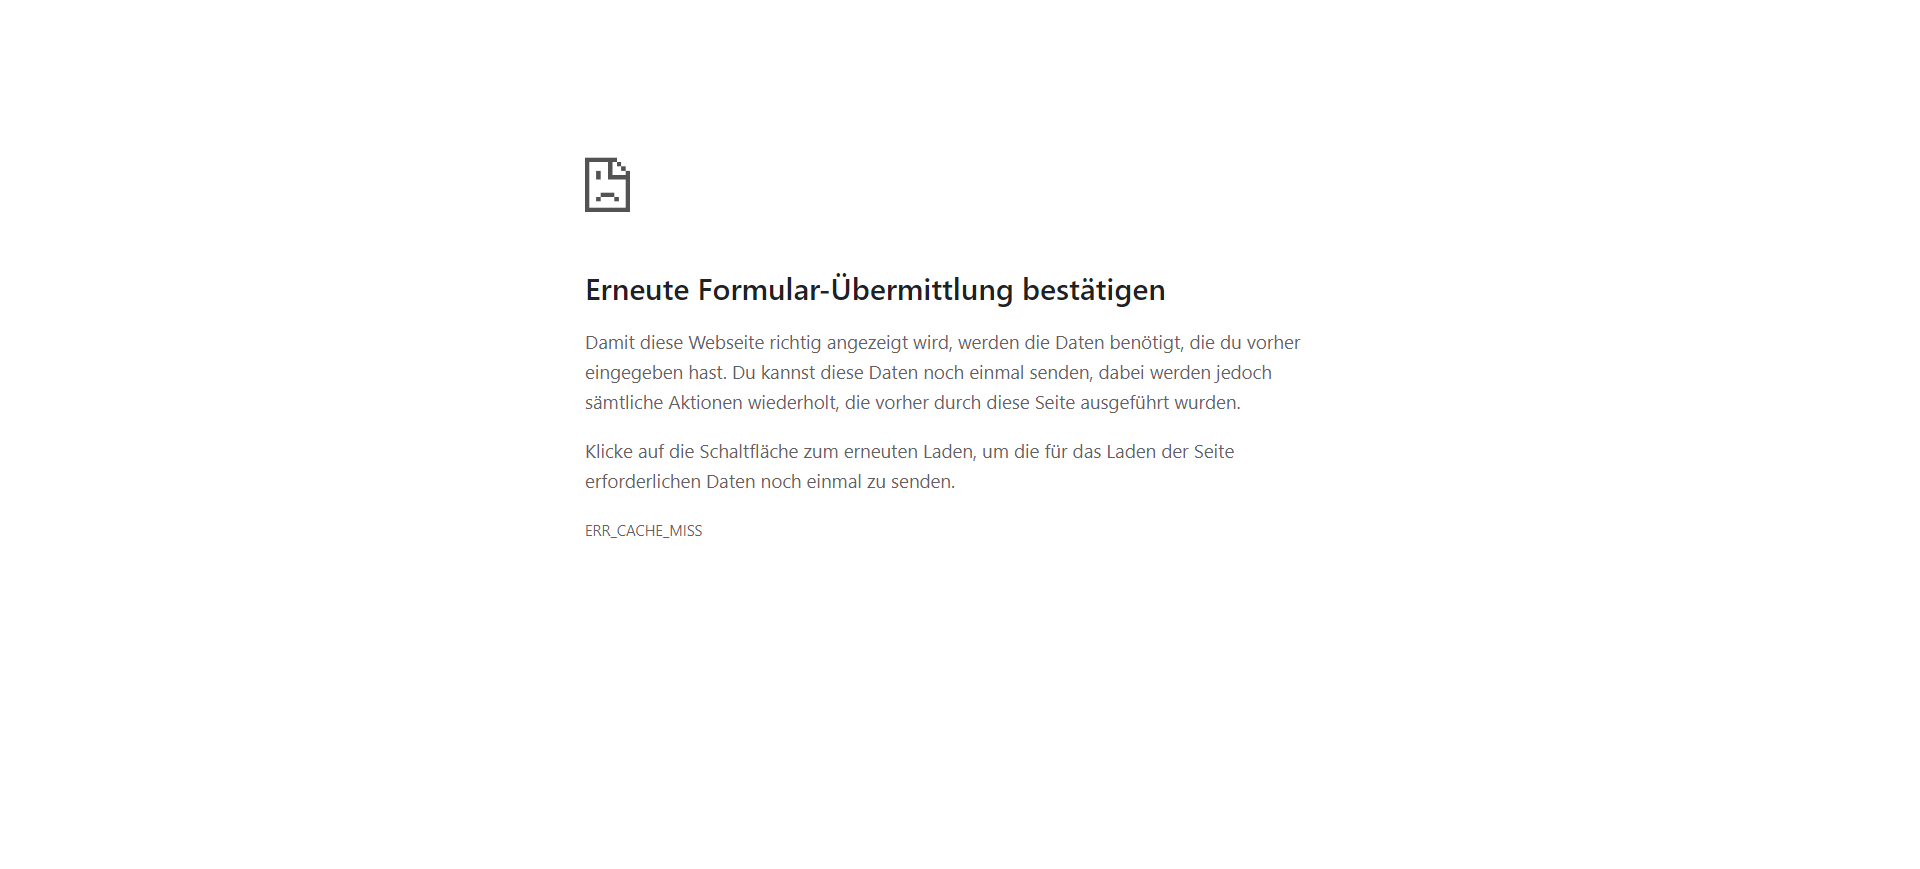 Erneute Formular-Übermittlung bestätigen
Damit diese Webseite richtig angezeigt wird, werden die Daten benötigt, die du vorher
eingegeben hast. Du kannst diese Daten noch einmal senden, dabei werden jedoch
sämtliche Aktionen wiederholt, die vorher durch diese Seite ausgeführt wurden.
Klicke auf die Schaltfläche zum erneuten Laden, um die für das Laden der Seite
erforderlichen Daten noch einmal zu senden.
ERR_CACHE_MISS